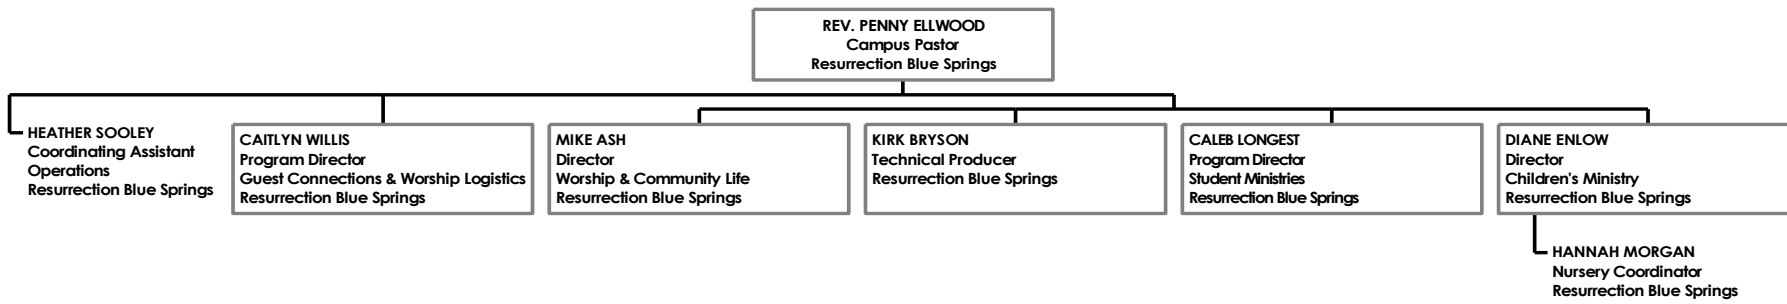 REV. PENNY ELLWOOD
Campus Pastor
Resurrection Blue Springs
HEATHER SOOLEY
Coordinating Assistant
Operations
Resurrection Blue Springs
CAITLYN WILLIS
Program Director
Guest Connections & Worship Logistics
Resurrection Blue Springs
MIKE ASH
Director
Worship & Community Life
Resurrection Blue Springs
KIRK BRYSON
Technical Producer
Resurrection Blue Springs
CALEB LONGEST
Program Director
Student Ministries
Resurrection Blue Springs
DIANE ENLOW
Director
Children's Ministry
Resurrection Blue Springs
HANNAH MORGAN
Nursery Coordinator
Resurrection Blue Springs